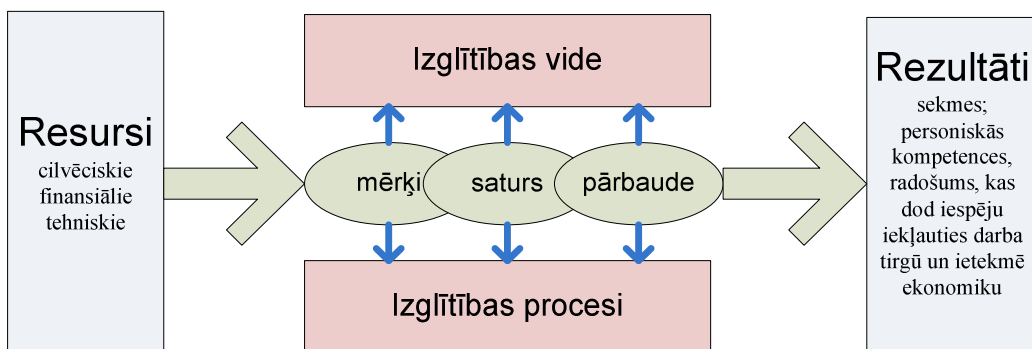 Resursi
cilvēciskie
finansiālie
tehniskie
Izglītības vide
mērķi
saturs
pārbaude
Izglītības procesi
Rezultāti
sekmes;
personiskās
kompetences,
radošums, kas
dod iespēju
iekļauties darba
tirgū un ietekmē
ekonomiku